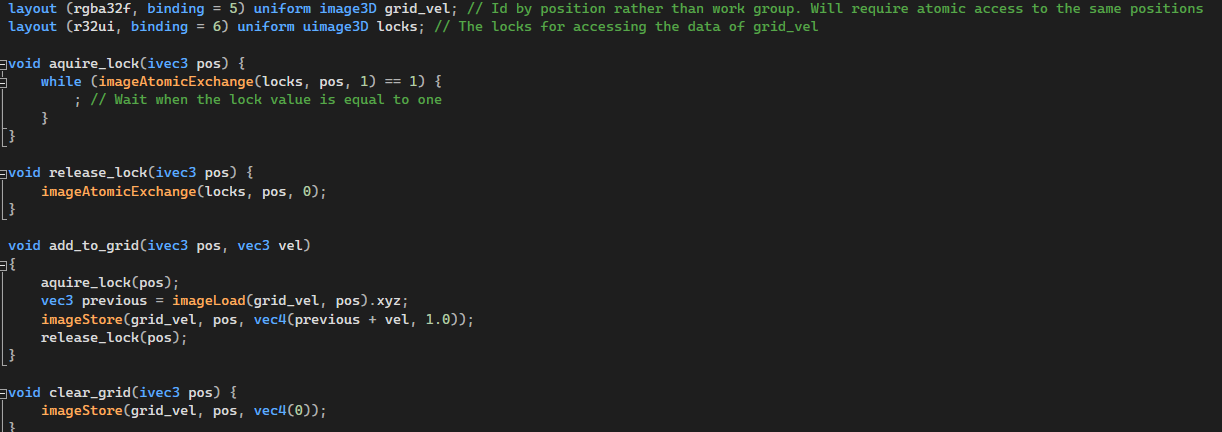 layout (rgba32f, binding = 5) uniform image3D grid_vel; // Id by position rather than work group. Will require atomic access to the same positions
layout (r32ui, binding = 6) uniform uimage3D locks; // The locks for accessing the data of grid_vel
void aquire_lock(ivec3 pos) {
    while (imageAtomicExchange(locks, pos, 1) == 1) {
        ; // Wait when the lock value is equal to one
    }
}
void release_lock(ivec3 pos) {
    imageAtomicExchange(locks, pos, 0);
}
void add_to_grid(ivec3 pos, vec3 vel)
{
    aquire_lock(pos);
    vec3 previous = imageLoad(grid_vel, pos).xyz;
    imageStore(grid_vel, pos, vec4(previous + vel, 1.0));
    release_lock(pos);
}
void clear_grid(ivec3 pos) {
    imageStore(grid_vel, pos, vec4(0));
}